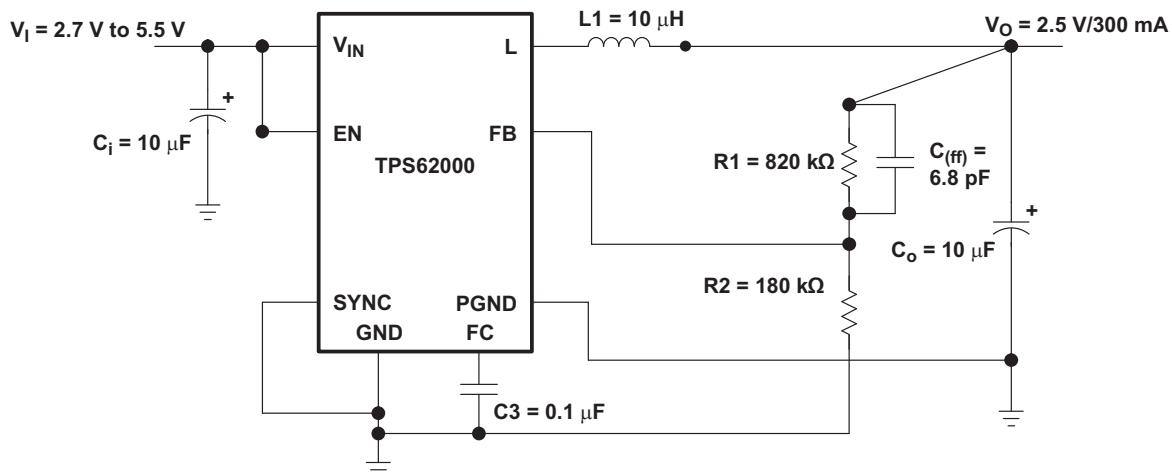 L1 = 10 μH
VI = 2.7 V to 5.5 V
VO = 2.5 V/300 mA
VIN
L
+
Ci = 10 μF
EN
FB
TPS62000
R1 = 820 kΩ
C(ff) =
6.8 pF
+
Co = 10 μF
R2 = 180 kΩ
SYNC
PGND
GND
FC
C3 = 0.1 μF